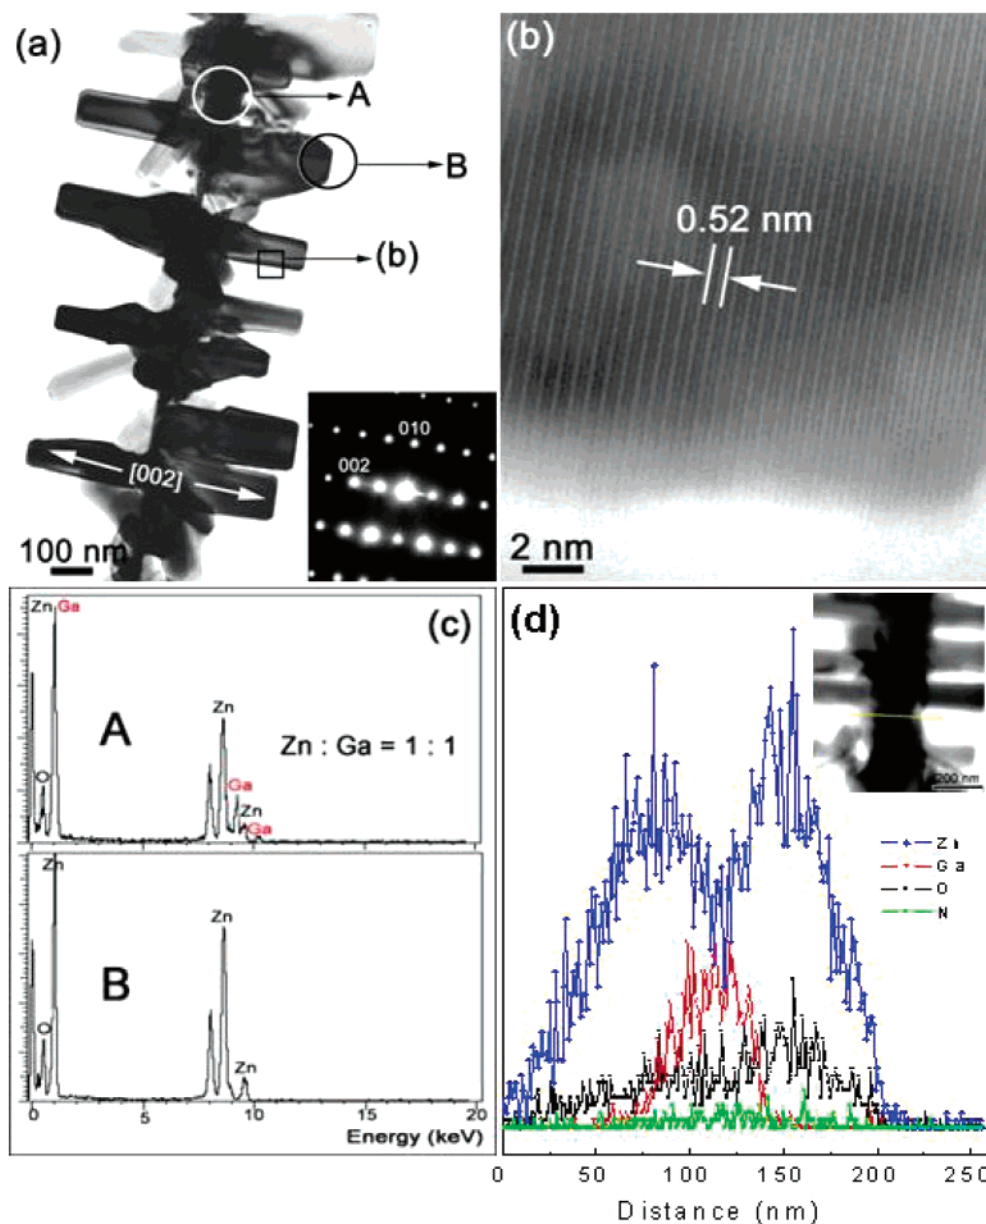 (a)
A
B
(b)
010
002
[002]
100 nm
(b)
0.52 nm
2 nm
Zn Ga
(c)
A
Zn
Zn : Ga = 1 : 1
O
Ga
Zn
Ga
Zn
Zn
B
O
Zn
0 5 10 15 20
Energy (keV)
(d)
200 nm
Zn
Ga
O
N
0 50 100 150 200 250
Distance (nm)